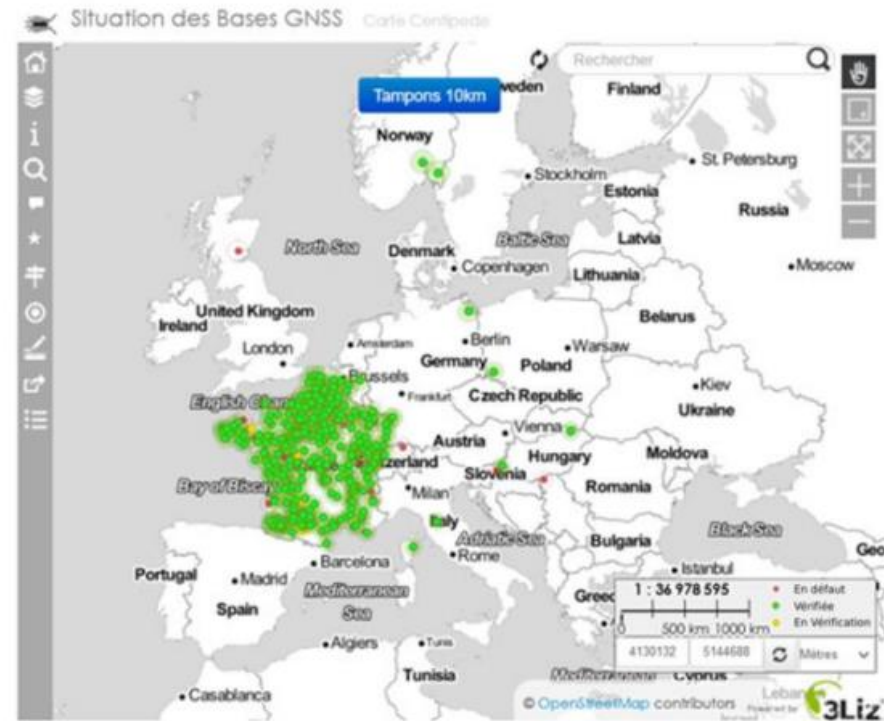 Situation des Bases GNSS Carte Centipede
Rechercher
Tampons 10km
Finland
Norway
St. Petersburg
Stockholm
Estonia
Russia
North Sea
Denmark
Baltic Sea
Latvia
Moscow
Copenhagen
Lithuania
United Kingdom
Ireland
Belarus
London
Amsterdam
Berlin
Warsaw
Germany
Poland
Brussels
Kiev
Frankfurt
Czech Republic
English
Ukraine
Vienna
Austria
Hungary
Moldova
Slovenia
Bay of Biscay
Milan
Romania
Italy
Adriatic Sea
Black Sea
Bulgaria
Rome
Barcelona
Portugal
Madrid
Istanbul
Mediterranean
Sea
Spain
1 : 36 978 595
En défaut
Vérifiée
En Vérification
0 500 km 1000 km
4130132 5144688 Mètres
Algiers
Tunis
Tunisia
Casablanca
© OpenStreetMap contributors
Powered by 3Liz